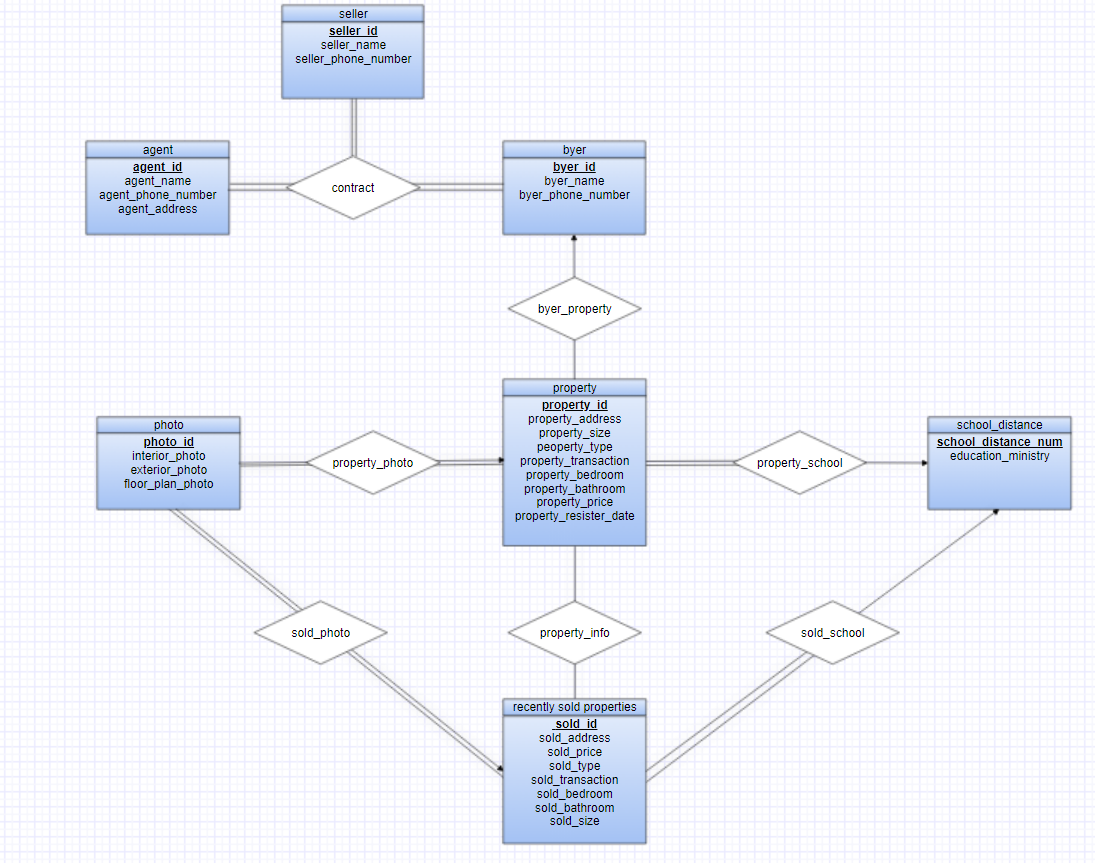 seller
seller_id
seller_name
seller_phone_number
agent
agent_id
agent_name
agent_phone_number
agent_address
contract
byer
byer_id
byer_name
byer_phone_number
byer_property
photo
photo_id
interior_photo
exterior_photo
floor_plan_photo
property_photo
property
property_id
property_address
property_size
peoperty_type
property_transaction
property_bedroom
property_bathroom
property_price
property_resister_date
property_school
school_distance
school_distance_num
education_ministry
sold_photo
property_info
sold_school
recently sold properties
sold_id
sold_address
sold_price
sold_type
sold_transaction
sold_bedroom
sold_bathroom
sold_size